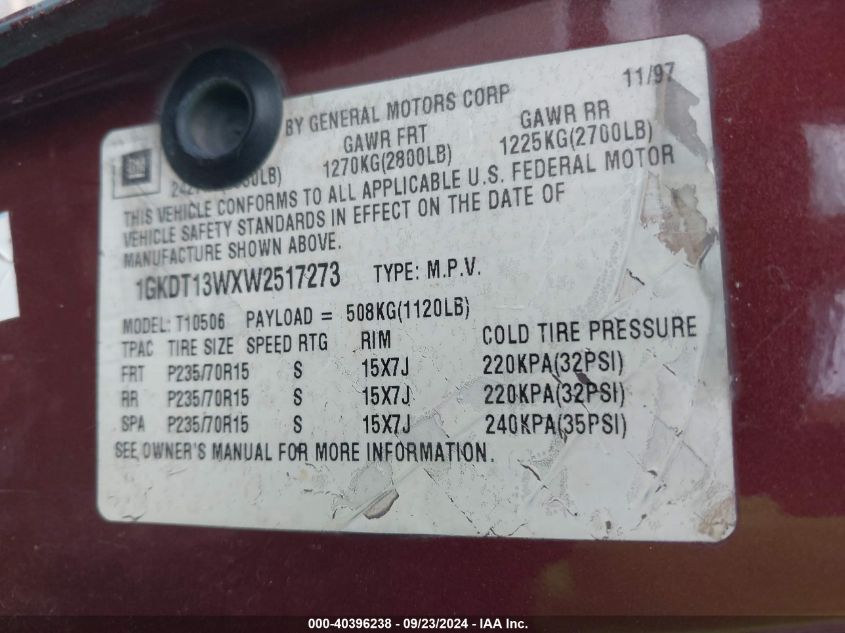 11/97
BY GENERAL MOTORS CORP
GAWR FRT GAWR RR
GM 1270KG(2800LB) 1225KG(2700LB)
THIS VEHICLE CONFORMS TO ALL APPLICABLE U.S. FEDERAL MOTOR
VEHICLE SAFETY STANDARDS IN EFFECT ON THE DATE OF
MANUFACTURE SHOWN ABOVE.
1GKDT13WXW2517273 TYPE: M.P.V.
MODEL: T10506 PAYLOAD = 508KG(1120LB)
TPAC TIRE SIZE SPEED RTG RIM COLD TIRE PRESSURE
FRT P235/70R15 S 15X7J 220KPA(32PSI)
RR P235/70R15 S 15X7J 220KPA(32PSI)
SPA P235/70R15 S 15X7J 240KPA(35PSI)
SEE OWNER'S MANUAL FOR MORE INFORMATION.
000-40396238 - 09/23/2024 - IAA Inc.